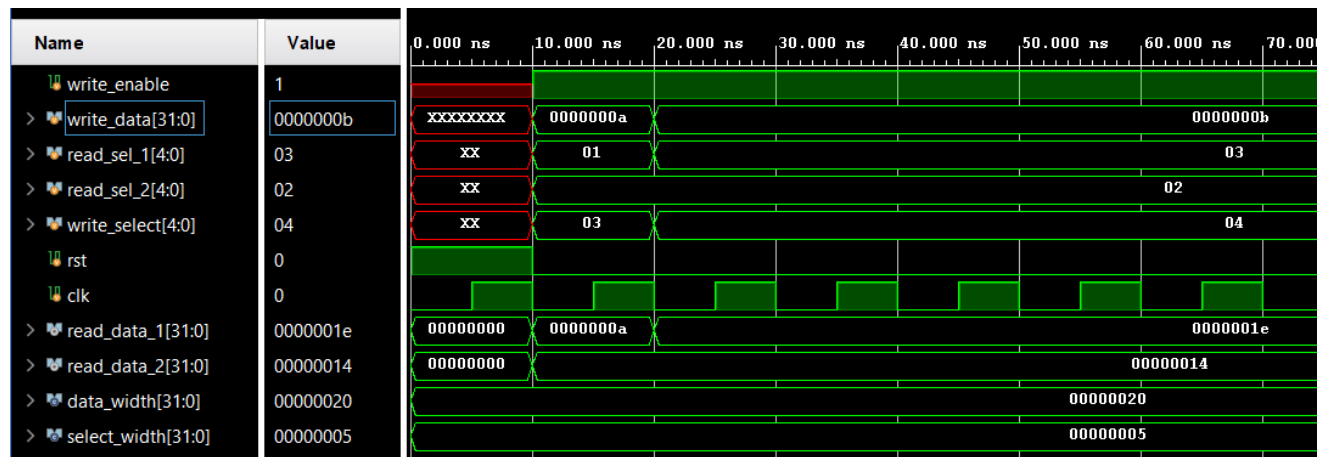 Name Value 0.000 ns 10.000 ns 20.000 ns 30.000 ns 40.000 ns 50.000 ns 60.000 ns 70.00
write_enable 1
> write_data[31:0] 0000000b XXXXXXXX 0000000a 0000000b
> read_sel_1[4:0] 03 XX 01 03
> read_sel_2[4:0] 02 XX 02
> write_select[4:0] 04 XX 03 04
rst 0
clk 0
> read_data_1[31:0] 0000001e 00000000 0000000a 0000001e
> read_data_2[31:0] 00000014 00000000 00000014
> data_width[31:0] 00000020 00000020
> select_width[31:0] 00000005 00000005